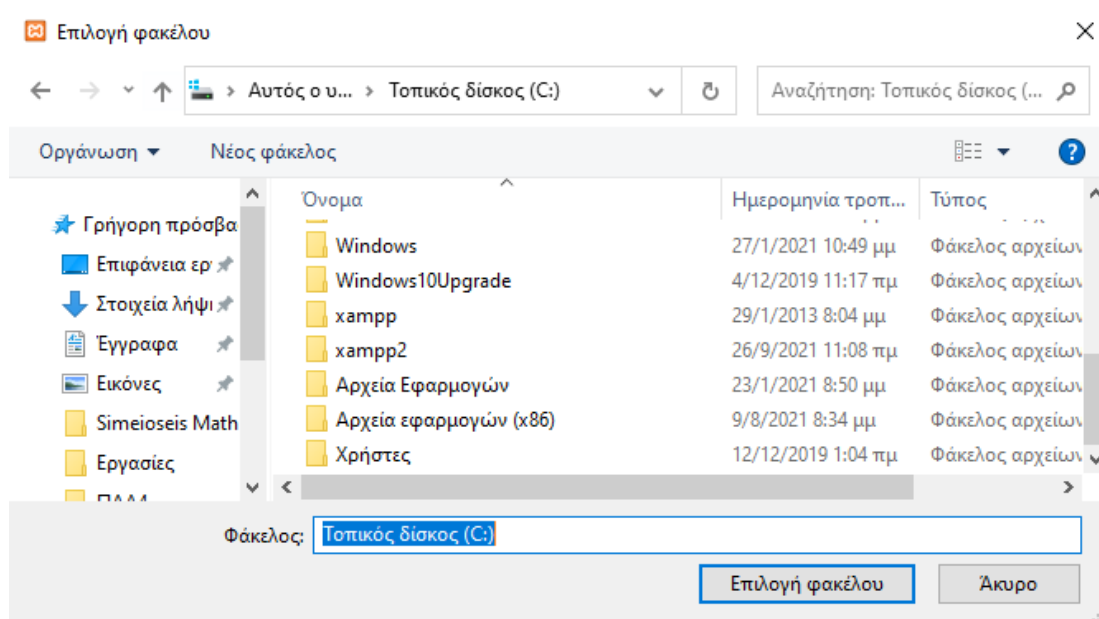 Επιλογή φακέλου
Αυτός ο υ... › Τοπικός δίσκος (C:)
Αναζήτηση: Τοπικός δίσκος (...
Οργάνωση
Νέος φάκελος
Όνομα Ημερομηνία τροπ... Τύπος
Γρήγορη πρόσβα
Επιφάνεια ερ
Στοιχεία λήψι
Έγγραφα
Εικόνες
Simeioseis Math
Εργασίες
Windows 27/1/2021 10:49 μμ Φάκελος αρχείων
Windows10Upgrade 4/12/2019 11:17 πμ Φάκελος αρχείων
xampp 29/1/2013 8:04 μμ Φάκελος αρχείων
xampp2 26/9/2021 11:08 πμ Φάκελος αρχείων
Αρχεία Εφαρμογών 23/1/2021 8:50 μμ Φάκελος αρχείων
Αρχεία εφαρμογών (x86) 9/8/2021 8:34 μμ Φάκελος αρχείων
Χρήστες 12/12/2019 1:04 πμ Φάκελος αρχείων
Φάκελος: Τοπικός δίσκος (C:)
Επιλογή φακέλου Άκυρο